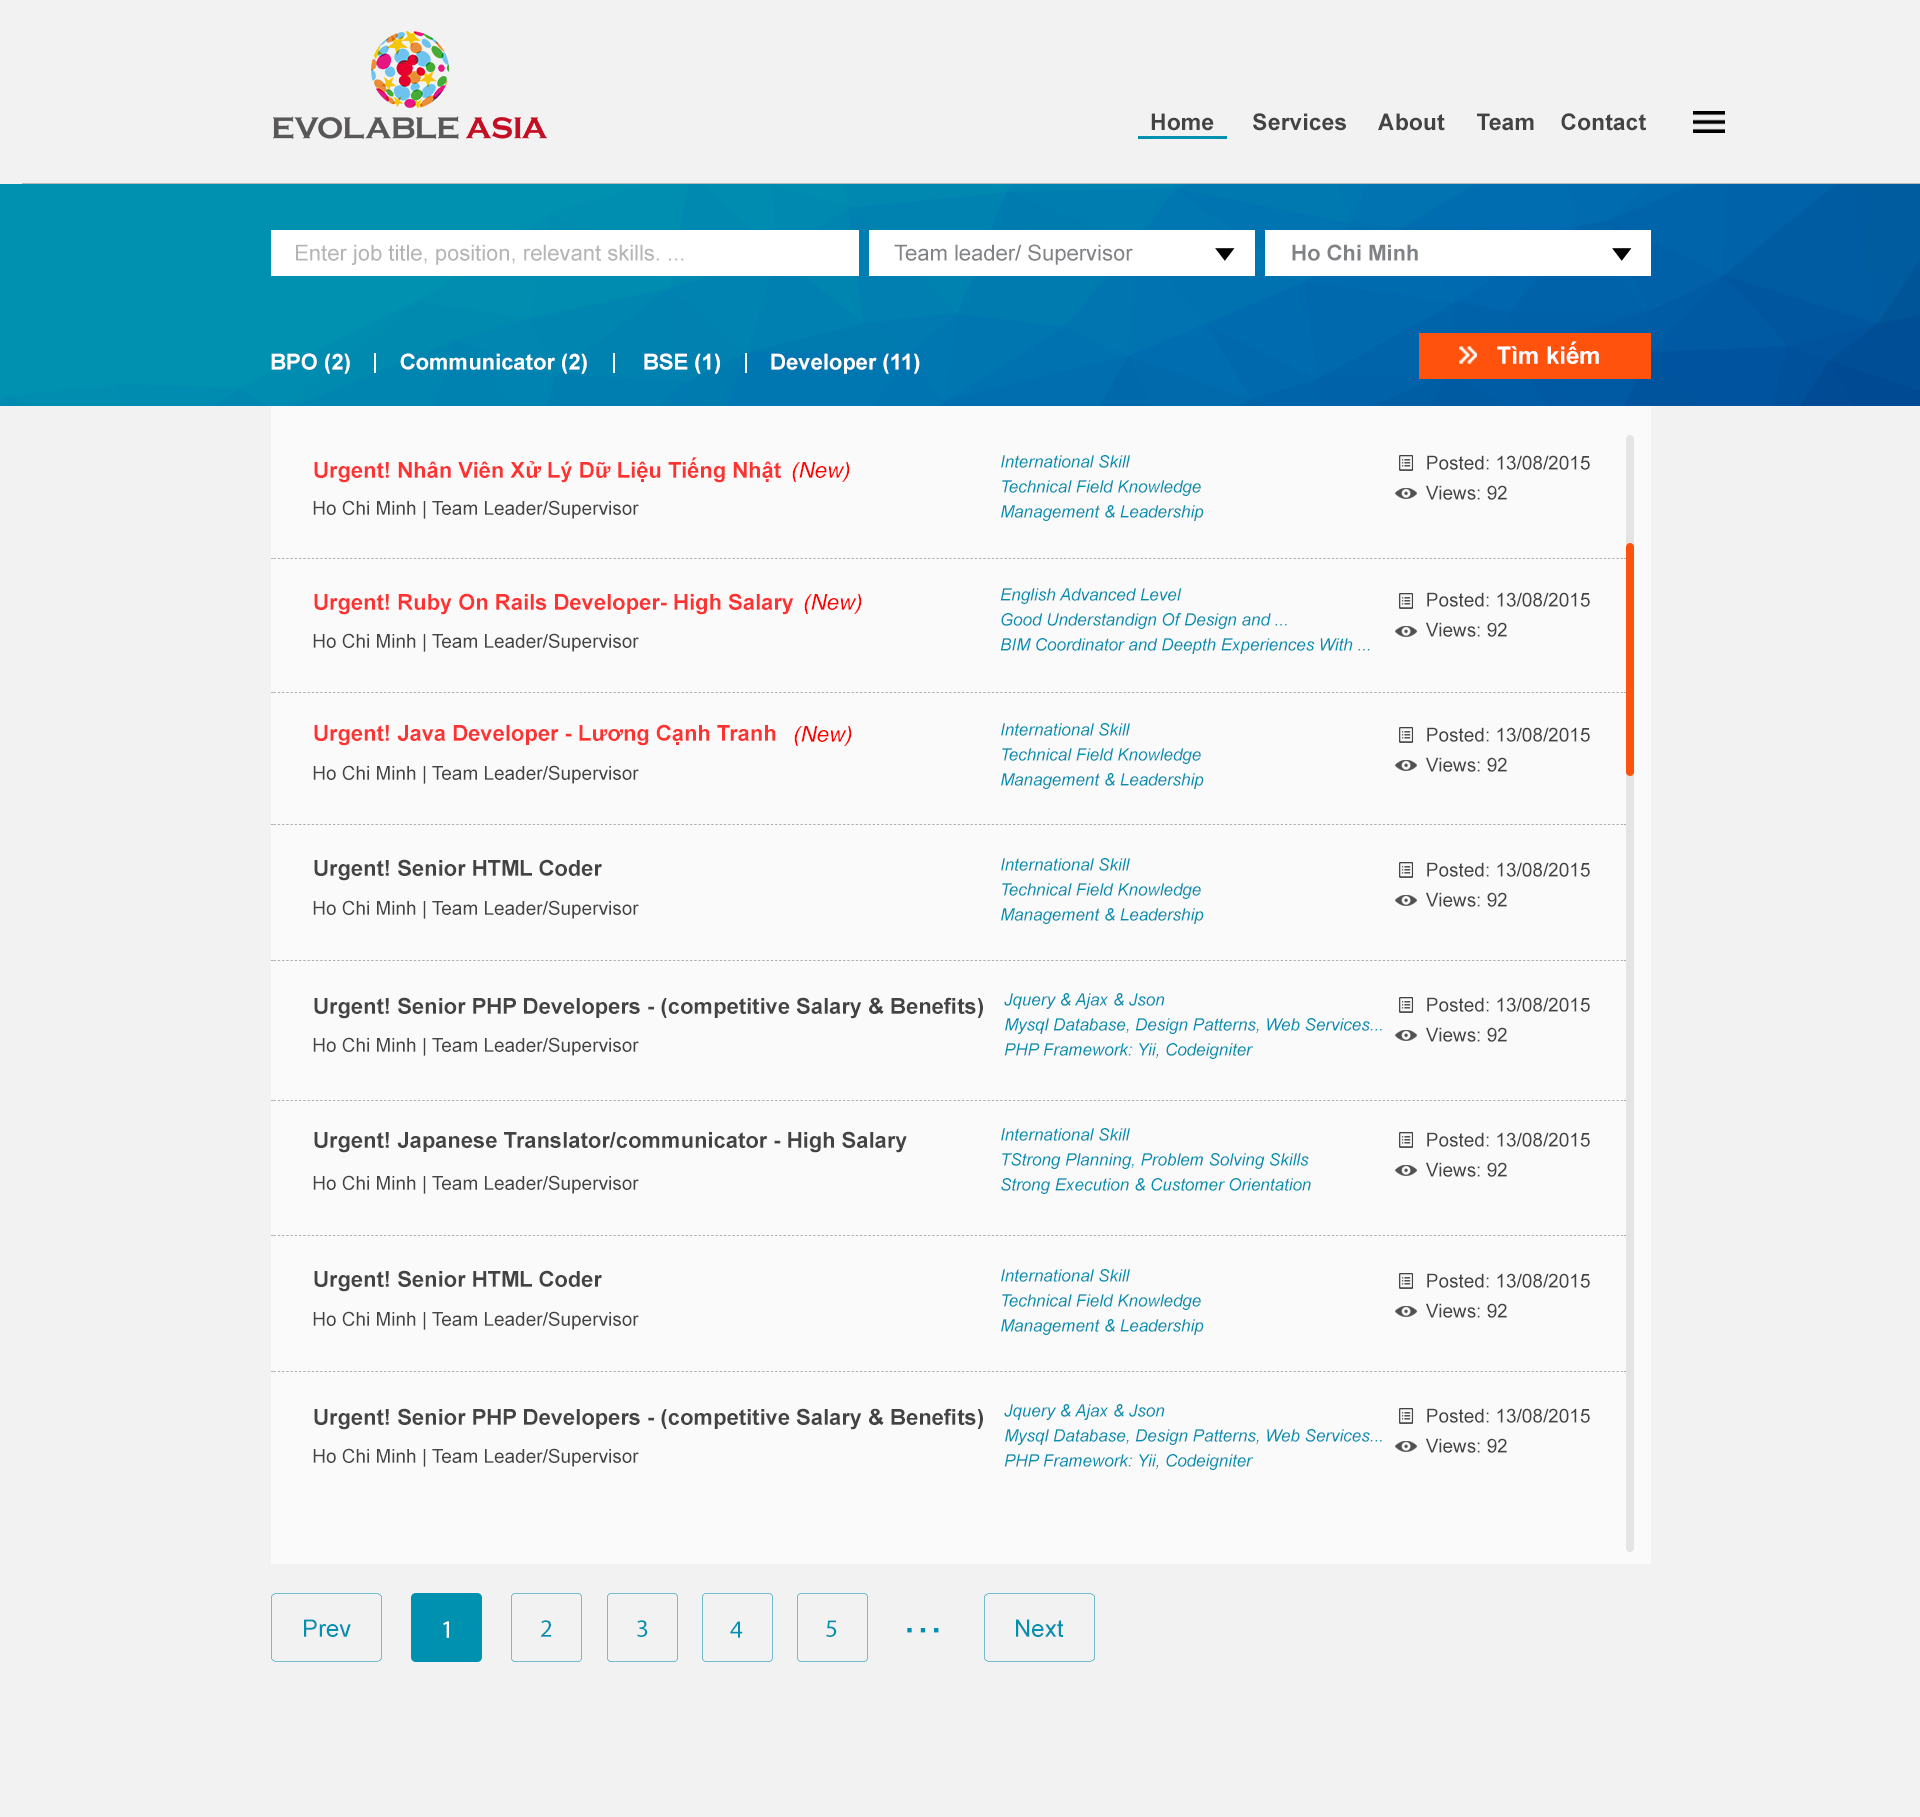 EVOLABLE ASIA
Home Services About Team Contact
Enter job title, position, relevant skills. ...
Team leader/ Supervisor
Ho Chi Minh
BPO (2) | Communicator (2) | BSE (1) | Developer (11)
Tìm kiếm
Urgent! Nhân Viên Xử Lý Dữ Liệu Tiếng Nhật (New)
Ho Chi Minh | Team Leader/Supervisor
International Skill
Technical Field Knowledge
Management & Leadership
Posted: 13/08/2015
Views: 92
Urgent! Ruby On Rails Developer- High Salary (New)
Ho Chi Minh | Team Leader/Supervisor
English Advanced Level
Good Understandign Of Design and ...
BIM Coordinator and Deepth Experiences With ...
Posted: 13/08/2015
Views: 92
Urgent! Java Developer - Lương Cạnh Tranh (New)
Ho Chi Minh | Team Leader/Supervisor
International Skill
Technical Field Knowledge
Management & Leadership
Posted: 13/08/2015
Views: 92
Urgent! Senior HTML Coder
Ho Chi Minh | Team Leader/Supervisor
International Skill
Technical Field Knowledge
Management & Leadership
Posted: 13/08/2015
Views: 92
Urgent! Senior PHP Developers - (competitive Salary & Benefits)
Ho Chi Minh | Team Leader/Supervisor
Jquery & Ajax & Json
Mysql Database, Design Patterns, Web Services...
PHP Framework: Yii, Codeigniter
Posted: 13/08/2015
Views: 92
Urgent! Japanese Translator/communicator - High Salary
Ho Chi Minh | Team Leader/Supervisor
International Skill
TStrong Planning, Problem Solving Skills
Strong Execution & Customer Orientation
Posted: 13/08/2015
Views: 92
Urgent! Senior HTML Coder
Ho Chi Minh | Team Leader/Supervisor
International Skill
Technical Field Knowledge
Management & Leadership
Posted: 13/08/2015
Views: 92
Urgent! Senior PHP Developers - (competitive Salary & Benefits)
Ho Chi Minh | Team Leader/Supervisor
Jquery & Ajax & Json
Mysql Database, Design Patterns, Web Services...
PHP Framework: Yii, Codeigniter
Posted: 13/08/2015
Views: 92
Prev 1 2 3 4 5 ... Next